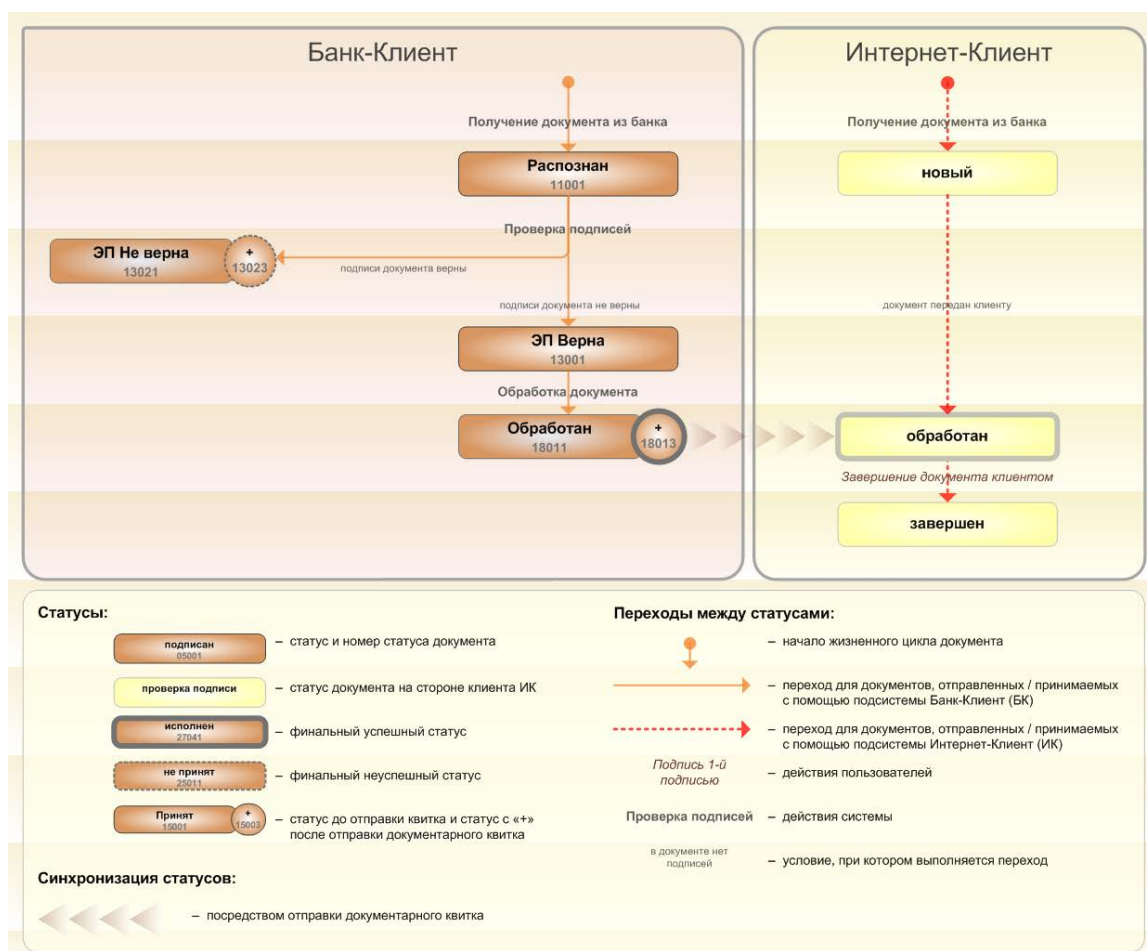 Банк-Клиент
Получение документа из банка
Распознан
11001
Проверка подписей
ЭП Не верна
13021
+
13023
подписи документа верны
подписи документа не верны
ЭП Верна
13001
Обработка документа
Обработан
18011
+
18013
Интернет-Клиент
Получение документа из банка
новый
документ передан клиенту
обработан
Завершение документа клиентом
завершен
Статусы:
подписан
05001
– статус и номер статуса документа
проверка подписи
– статус документа на стороне клиента ИК
исполнен
27041
– финальный успешный статус
не принят
25011
– финальный неуспешный статус
Принят
15001
+
15003
– статус до отправки квитка и статус с «+»
после отправки документарного квитка
Синхронизация статусов:
– посредством отправки документарного квитка
Переходы между статусами:
– начало жизненного цикла документа
– переход для документов, отправленных / принимаемых
с помощью подсистемы Банк-Клиент (БК)
– переход для документов, отправленных / принимаемых
с помощью подсистемы Интернет-Клиент (ИК)
Подпись 1-й
подписью
– действия пользователей
Проверка подписей
– действия системы
в документе нет
подписей
– условие, при котором выполняется переход